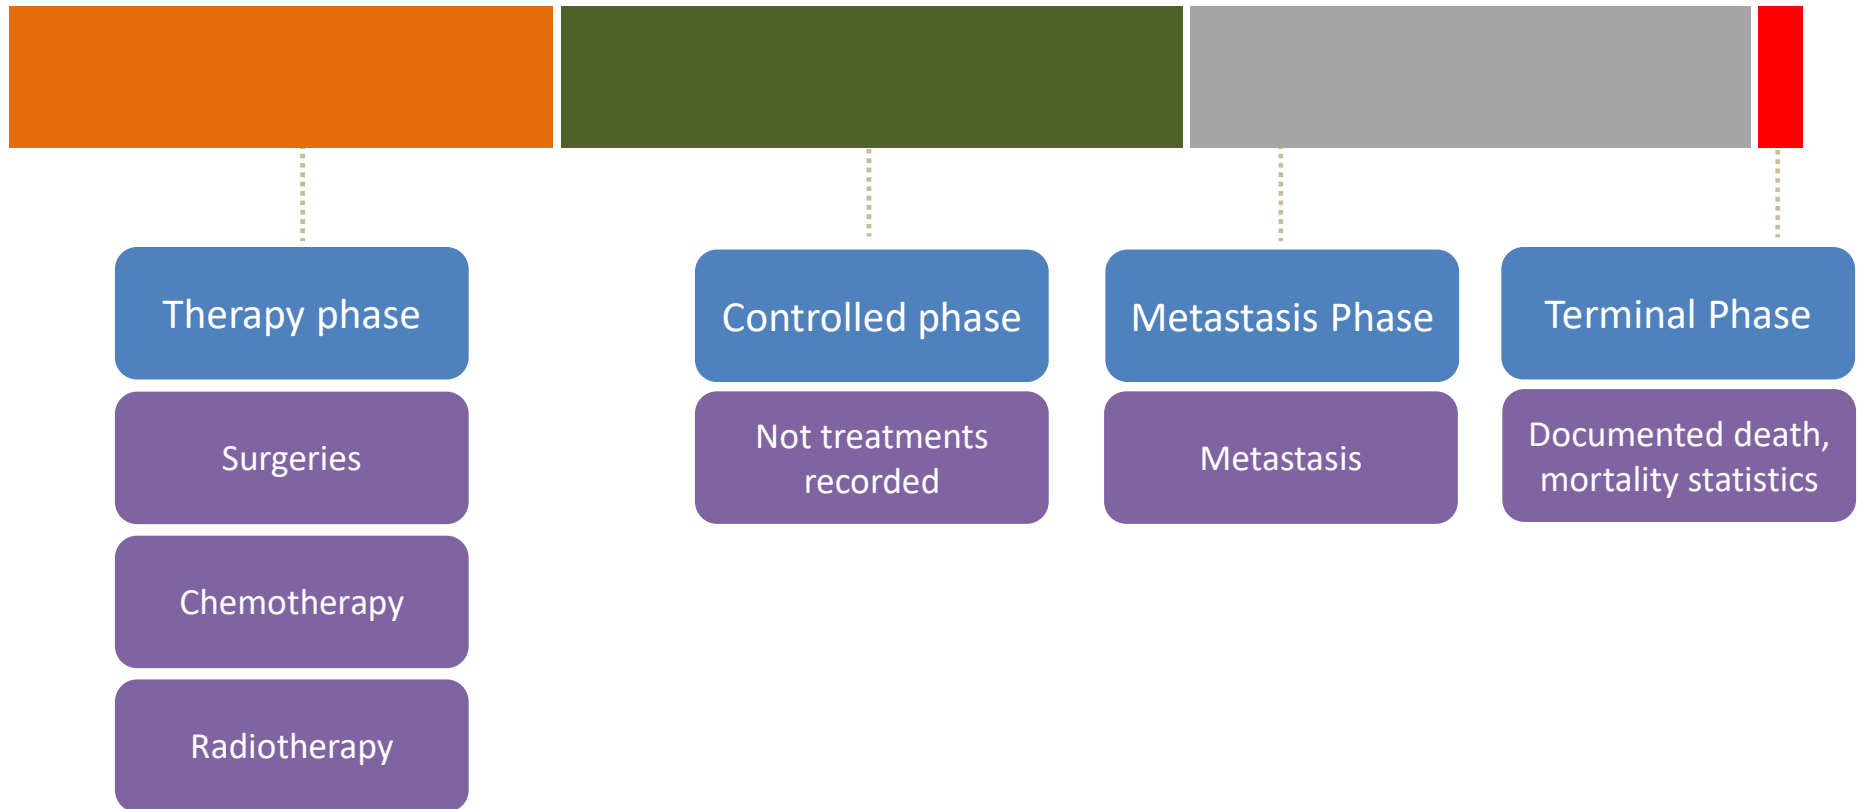 Therapy phase
Surgeries
Chemotherapy
Radiotherapy
Controlled phase
Not treatments
recorded
Metastasis Phase
Metastasis
Terminal Phase
Documented death,
mortality statistics